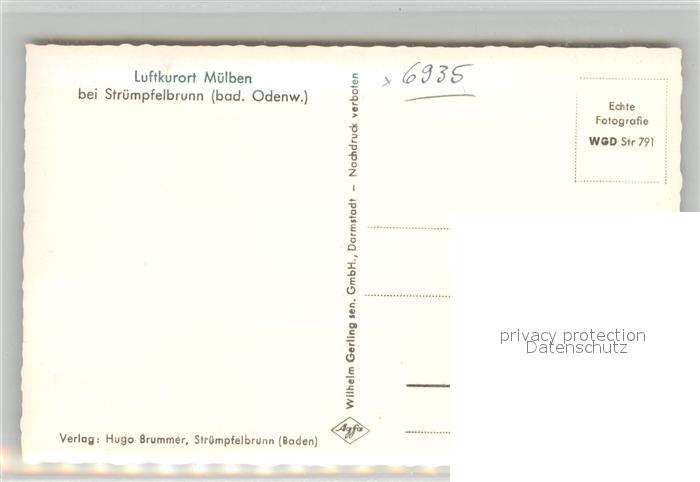 Luftkurort Mülben
bei Strümpfelbrunn (bad. Odenw.)
x 6935
Echte
Fotografie
WGD Str 791
Wilhelm Gerling sen. GmbH., Darmstadt – Nachdruck verboten
privacy protection
Datenschutz
Agfa
Verlag: Hugo Brummer, Strümpfelbrunn (Baden)